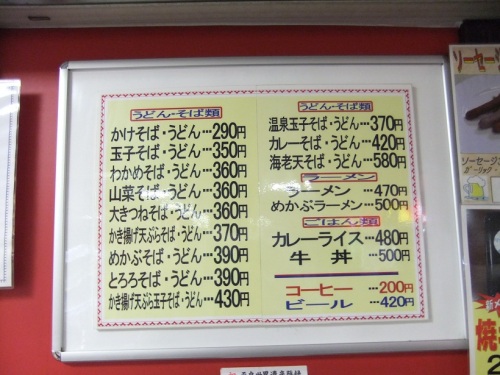 うどん・そば類
かけそば・うどん…290円
玉子そば・うどん…350円
わかめそば・うどん…360円
山菜そば・うどん…360円
大きつねそば・うどん…360円
かき揚げ天ぷらそば・うどん…370円
めかぶそば・うどん…390円
とろろそば・うどん…390円
かき揚げ天ぷら玉子そば・うどん…430円
うどん・そば類
温泉玉子そば・うどん…370円
カレーそば・うどん…420円
海老天そば・うどん…580円
ラーメン
ラーメン…470円
めかぶラーメン…500円
ごはん類
カレーライス…480円
牛丼…500円
コーヒー…200円
ビール…420円
ソーセー
ソーセージ
焼